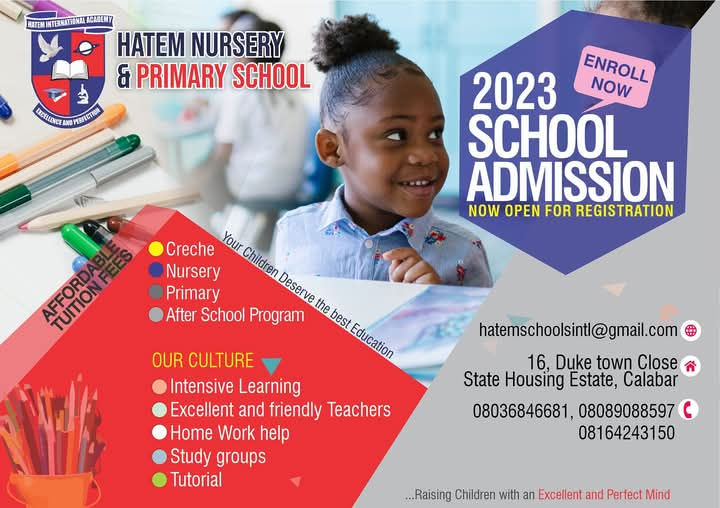 HATEM INTERNATIONAL ACADEMY
EXCELLENCE AND PERFECTION
HATEM NURSERY
& PRIMARY SCHOOL
ENROLL
NOW
2023
SCHOOL
ADMISSION
NOW OPEN FOR REGISTRATION
AFFORDABLE
TUITION FEES
Creche
Nursery
Primary
After School Program
Your Children Deserve the best Education
OUR CULTURE
Intensive Learning
Excellent and friendly Teachers
Home Work help
Study groups
Tutorial
hatemschoolsintl@gmail.com
16, Duke town Close
State Housing Estate, Calabar
08036846681, 08089088597
08164243150
...Raising Children with an Excellent and Perfect Mind